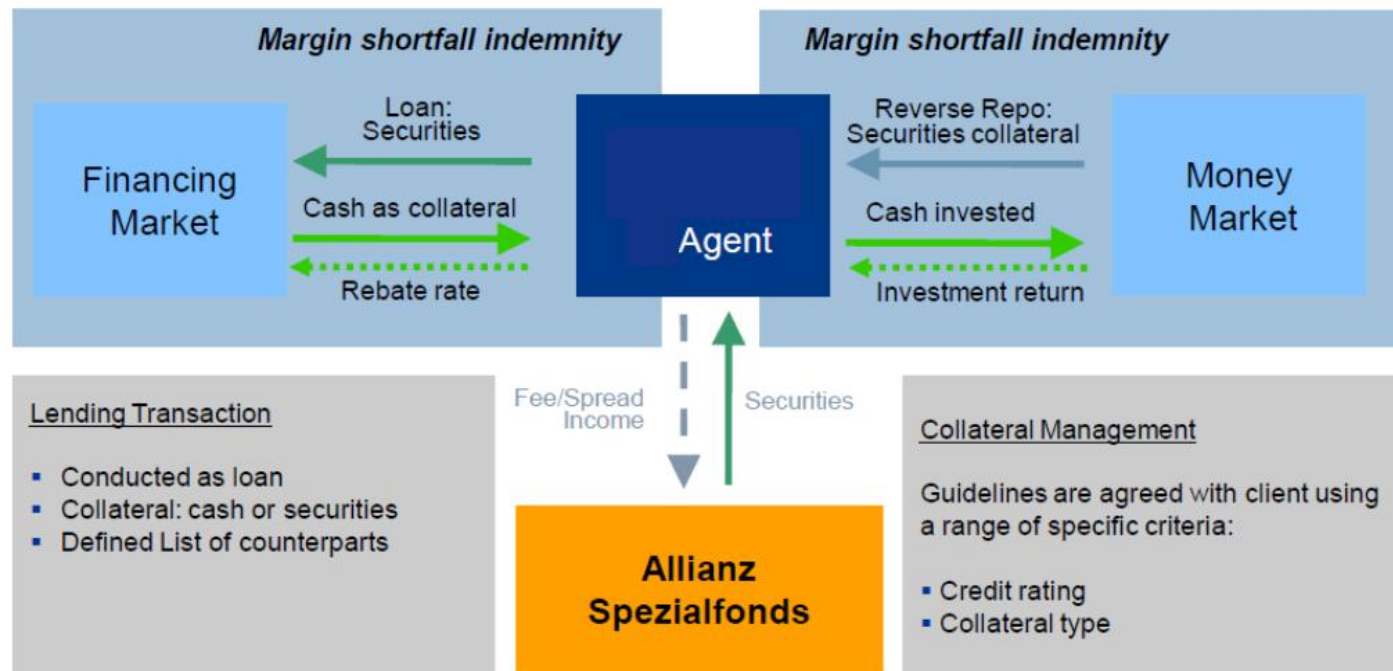 Margin shortfall indemnity
Margin shortfall indemnity
Financing
Market
Loan:
Securities
Cash as collateral
Rebate rate
Agent
Reverse Repo:
Securities collateral
Cash invested
Investment return
Money
Market
Fee/Spread
Income
Securities
Lending Transaction
▪ Conducted as loan
▪ Collateral: cash or securities
▪ Defined List of counterparts
Allianz
Spezialfonds
Collateral Management
Guidelines are agreed with client using
a range of specific criteria:
▪ Credit rating
▪ Collateral type